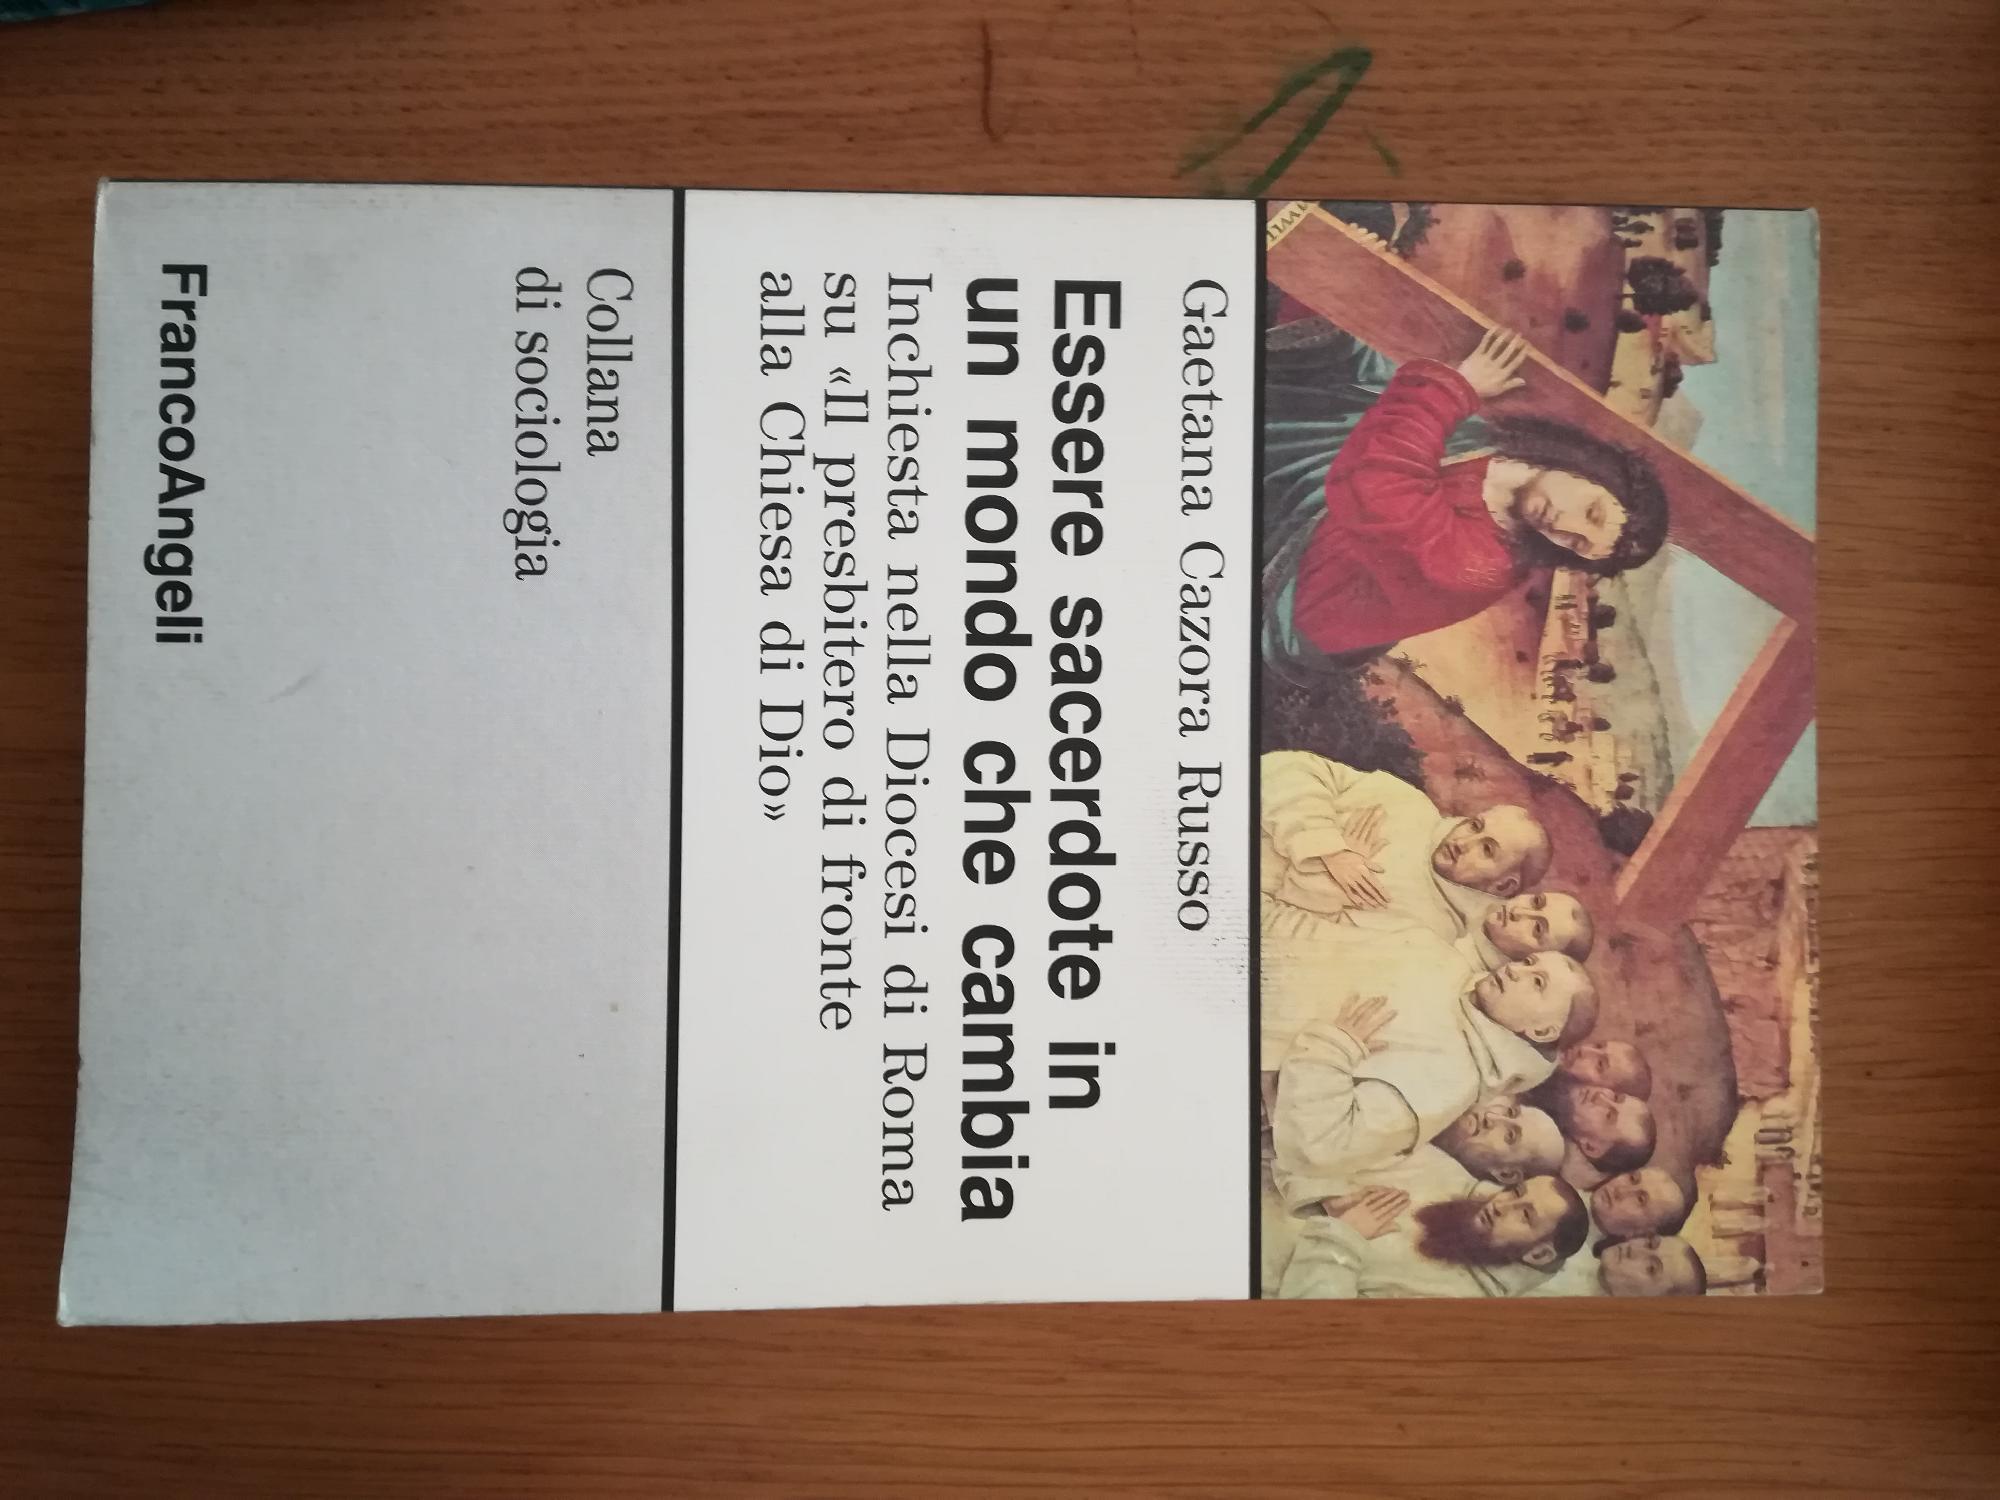 Gaetana Cazora Russo
Essere sacerdote in
un mondo che cambia
Inchiesta nella Diocesi di Roma
su «Il presbitero di fronte
alla Chiesa di Dio»
Collana
di sociologia
FrancoAngeli